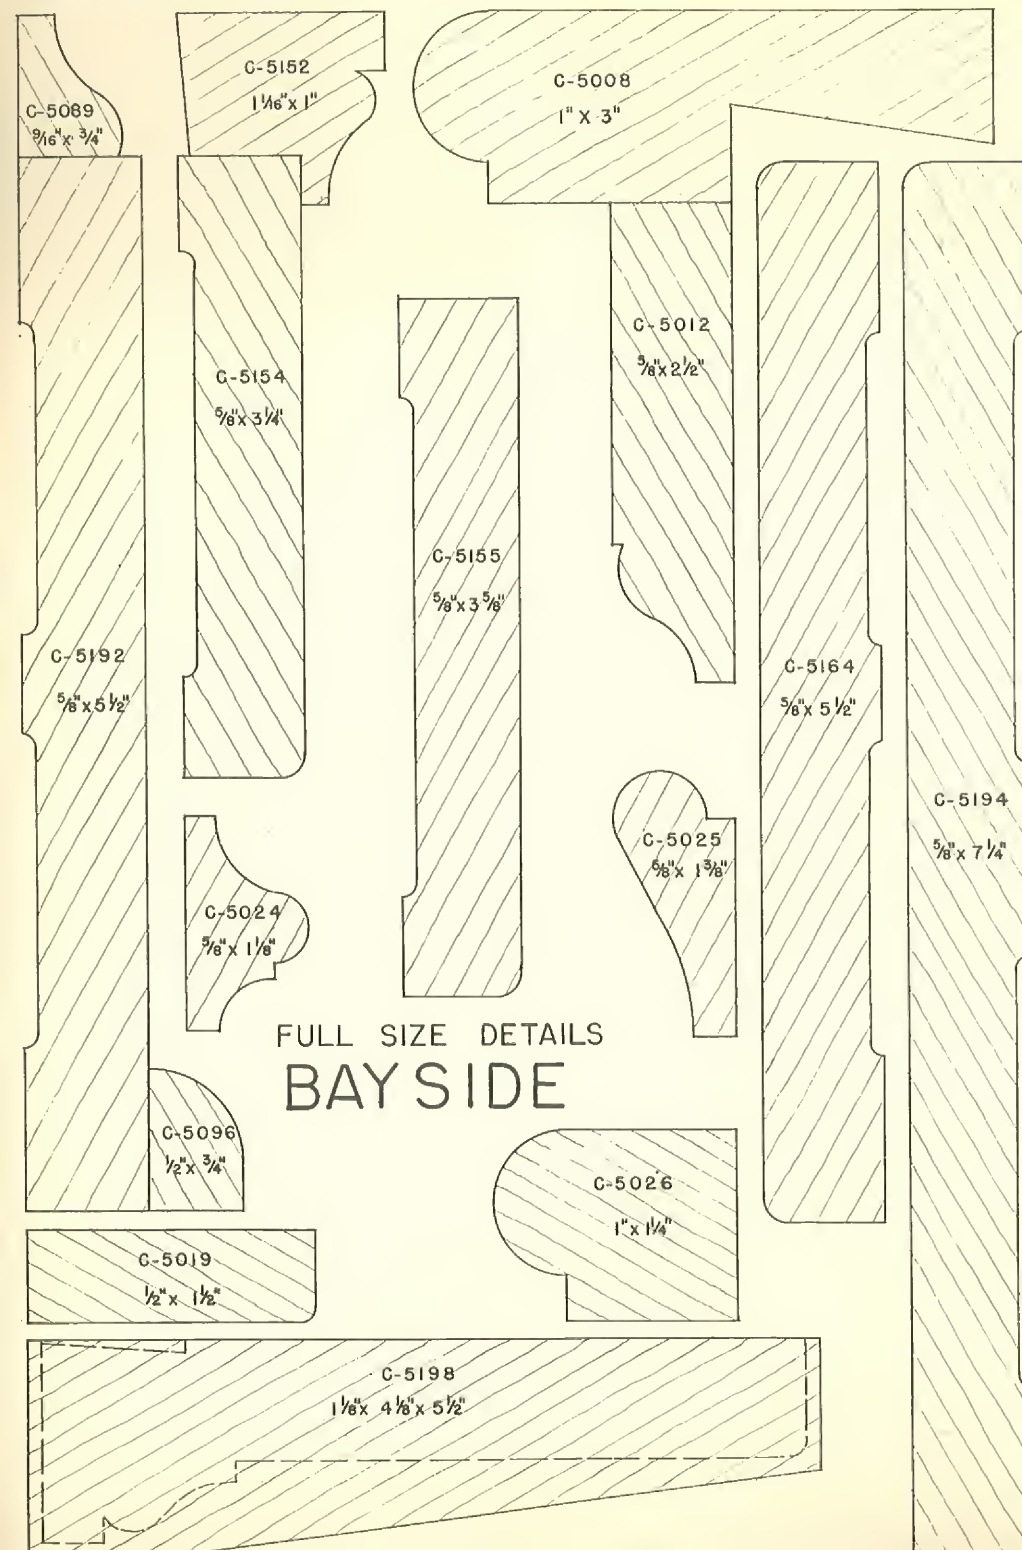 C-5089
9/16" x 3/4"
C-5152
1 1/16" x 1"
C-5008
1" X 3"
C-5012
5/8" x 2 1/2"
C-5154
5/8" x 3 1/4"
C-5155
5/8" x 3 5/8"
C-5192
5/8" x 5 1/2"
C-5164
5/8" x 5 1/2"
C-5194
5/8" x 7 1/4"
C-5025
5/8" x 1 3/8"
C-5024
5/8" x 1 1/8"
FULL SIZE DETAILS
BAYSIDE
C-5096
1/2" x 3/4"
C-5026
1" x 1 1/4"
C-5019
1/2" x 1 1/2"
C-5198
1 1/8" x 4 1/8" x 5 1/2"